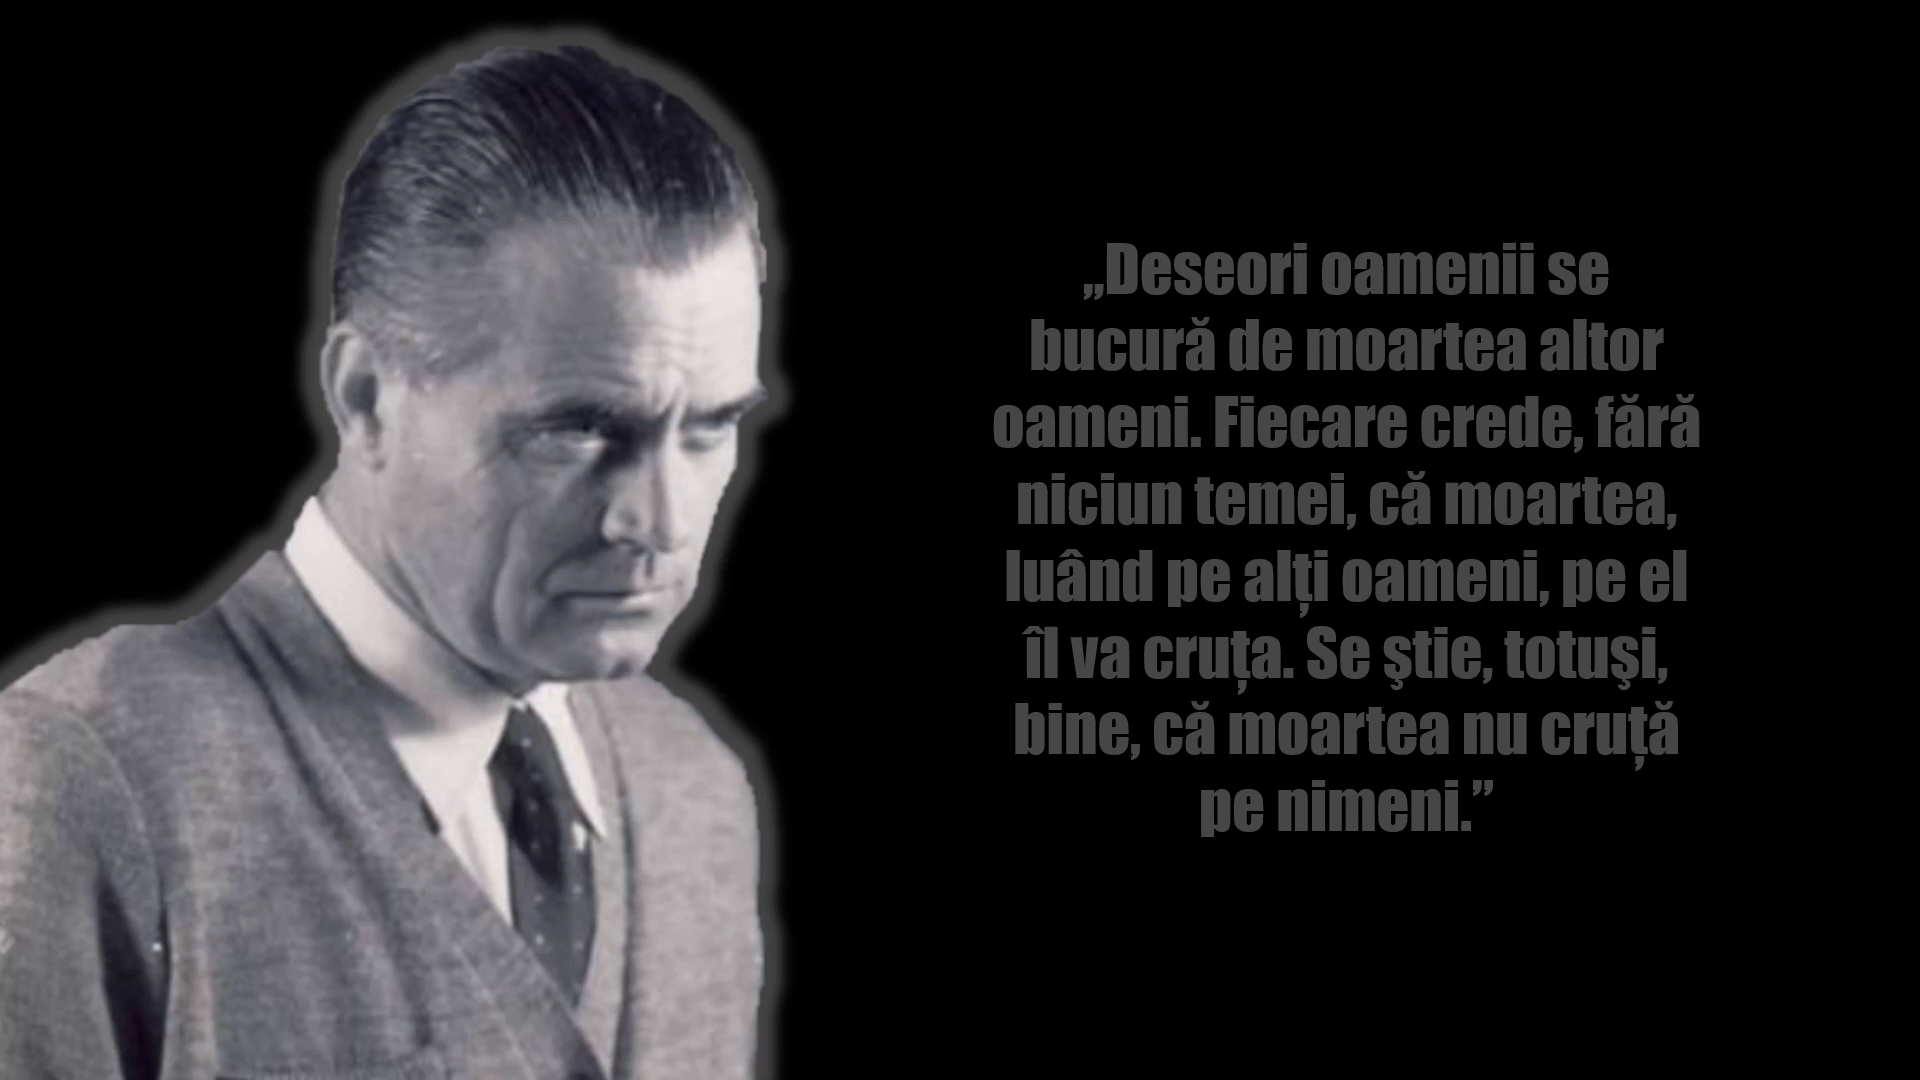 „Deseori oamenii se
bucură de moartea altor
oameni. Fiecare crede, fără
niciun temei, că moartea,
luând pe alți oameni, pe el
îl va cruța. Se ştie, totuşi,
bine, că moartea nu cruță
pe nimeni.”